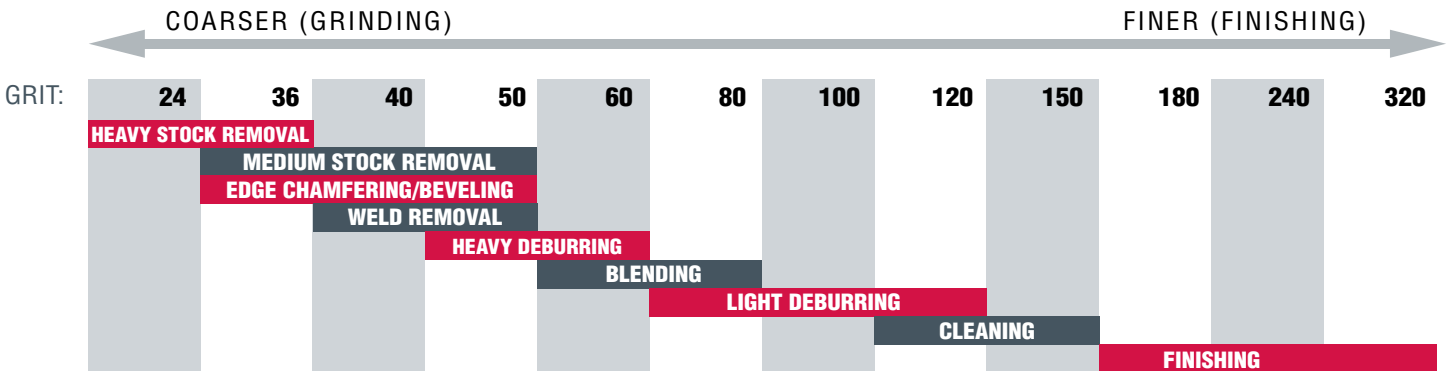 COARSER (GRINDING) FINER (FINISHING)
GRIT: 24 36 40 50 60 80 100 120 150 180 240 320
HEAVY STOCK REMOVAL
MEDIUM STOCK REMOVAL
EDGE CHAMFERING/BEVELING
WELD REMOVAL
HEAVY DEBURRING
BLENDING
LIGHT DEBURRING
CLEANING
FINISHING